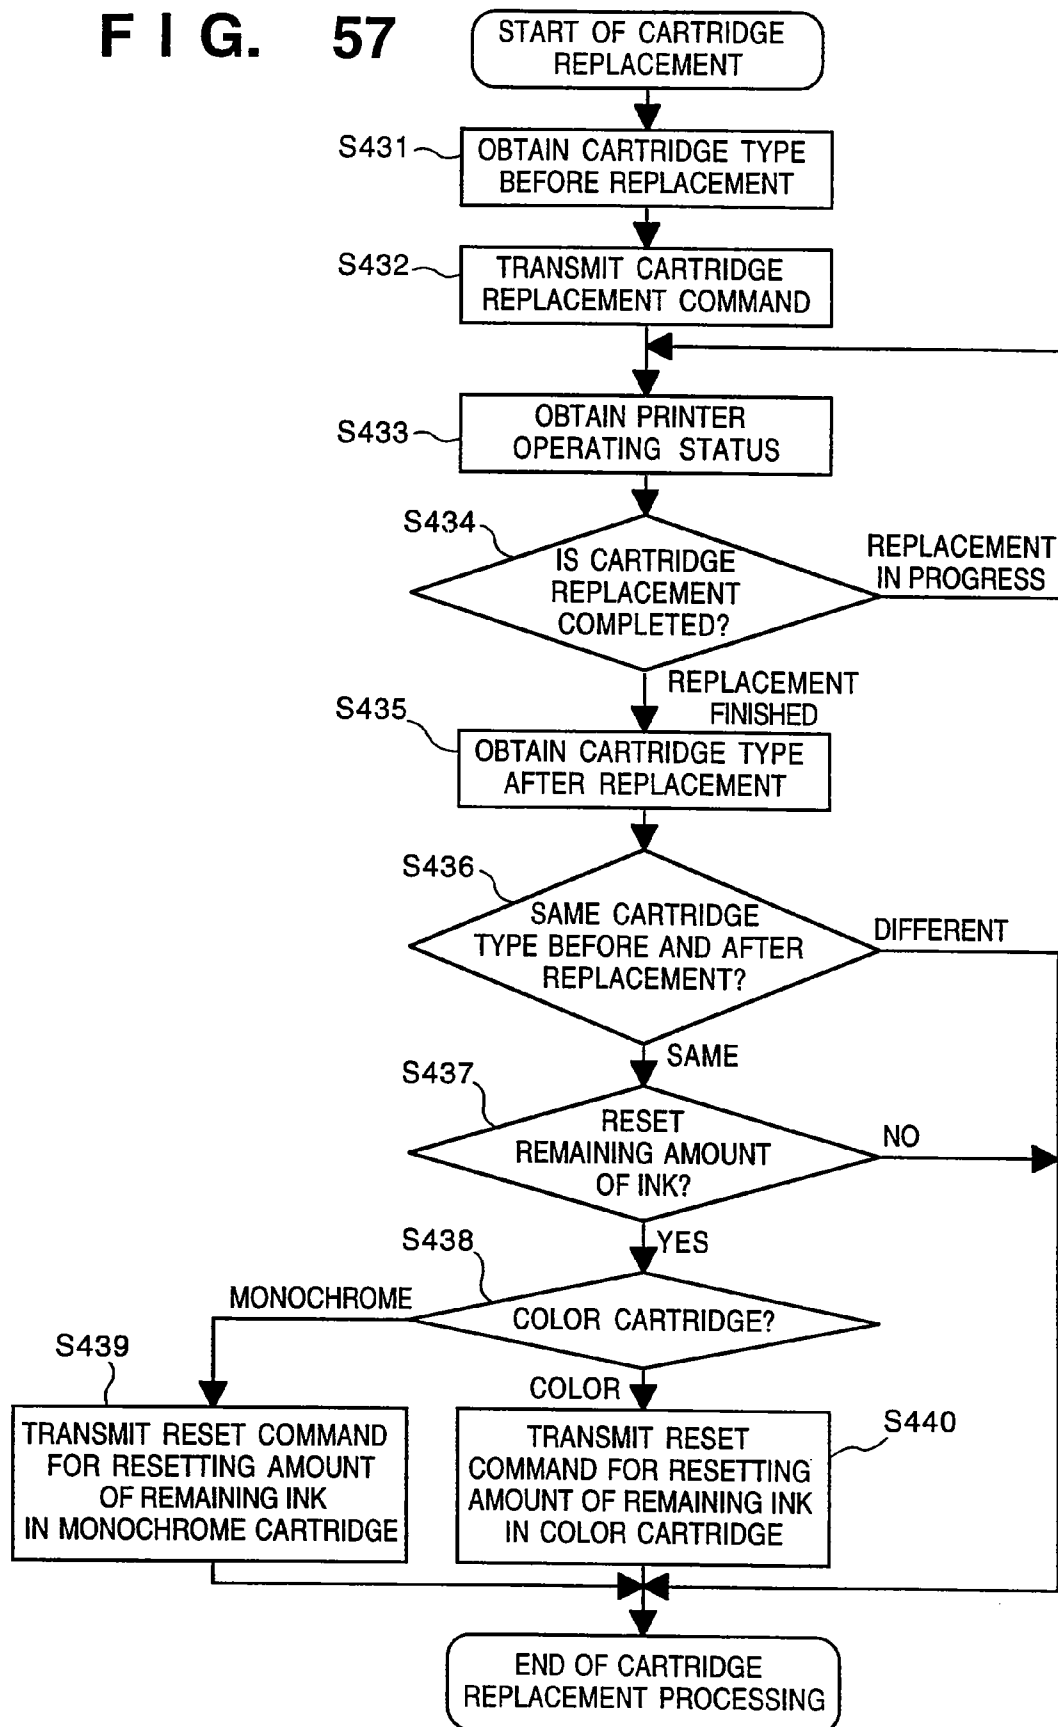 FIG. 57
START OF CARTRIDGE
REPLACEMENT
S431
OBTAIN CARTRIDGE TYPE
BEFORE REPLACEMENT
S432
TRANSMIT CARTRIDGE
REPLACEMENT COMMAND
S433
OBTAIN PRINTER
OPERATING STATUS
S434
IS CARTRIDGE
REPLACEMENT
COMPLETED?
REPLACEMENT
IN PROGRESS
REPLACEMENT
FINISHED
S435
OBTAIN CARTRIDGE TYPE
AFTER REPLACEMENT
S436
SAME CARTRIDGE
TYPE BEFORE AND AFTER
REPLACEMENT?
DIFFERENT
SAME
S437
RESET
REMAINING AMOUNT
OF INK?
NO
YES
S438
COLOR CARTRIDGE?
MONOCHROME
COLOR
S439
TRANSMIT RESET COMMAND
FOR RESETTING AMOUNT
OF REMAINING INK
IN MONOCHROME CARTRIDGE
S440
TRANSMIT RESET
COMMAND FOR RESETTING
AMOUNT OF REMAINING INK
IN COLOR CARTRIDGE
END OF CARTRIDGE
REPLACEMENT PROCESSING